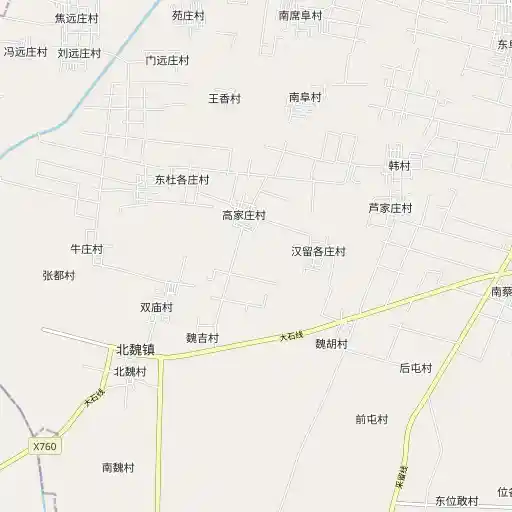 焦远庄村
苑庄村
南席阜村
冯远庄村
刘远庄村
门远庄村
王香村
南阜村
韩村
东杜各庄村
高家庄村
芦家庄村
牛庄村
汉留各庄村
张都村
双庙村
魏吉村
大石线
魏胡村
北魏镇
北魏村
后屯村
大石线
前屯村
X760
南魏村
东位敢村